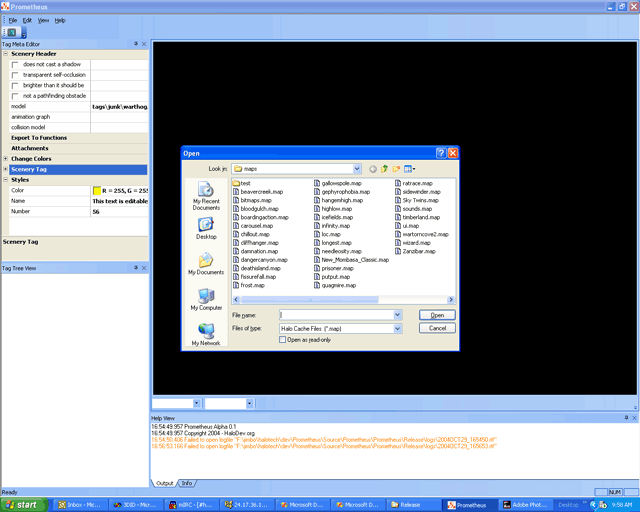 Prometheus
File Edit View Help
Tag Meta Editor
Scenery Header
does not cast a shadow
transparent self-occlusion
brighter than it should be
not a pathfinding obstacle
model tags\junk\warthog.
animation graph
collision model
Export To Functions
Attachments
Change Colors
Scenery Tag
Styles
Color R = 255, G = 255
Name This text is editable
Number 56
Scenery Tag
Tag Tree View
Open
Look in: maps
My Recent Documents
Desktop
My Documents
My Computer
My Network
test
beavercreek.map
bitmaps.map
bloodgulch.map
boardingaction.map
carousel.map
chillout.map
cliffhanger.map
damnation.map
dangercanyon.map
deathisland.map
fissurefall.map
frost.map
gallowspole.map
gephyrophobia.map
hangemhigh.map
highlow.map
icefields.map
infinity.map
loc.map
longest.map
needleosity.map
New_Mombasa_Classic.map
prisoner.map
putput.map
quagmire.map
ratrace.map
sidewinder.map
Sky Twins.map
sounds.map
timberland.map
ui.map
wartorncove2.map
wizard.map
Zanzibar.map
File name:
Open
Files of type: Halo Cache Files (*.map)
Cancel
Open as read-only
Help View
16:54:49.957 Prometheus Alpha 0.1
16:54:49.957 Copyright 2004 - HaloDev.org
16:54:50.406 Failed to open logfile "F:\jimbo\halotech\dev\Prometheus\Source\Prometheus\Prometheus\Release\logs\2004OCT29_165450.rtf"
16:56:53.166 Failed to open logfile "F:\jimbo\halotech\dev\Prometheus\Source\Prometheus\Prometheus\Release\logs\2004OCT29_165653.rtf"
Output Info
Ready
NUM
start
Inbox - Mic...
3DID - Micr...
mIRC - [#h...
24.17.36.1...
Microsoft D...
Microsoft D...
Release
Prometheus
Adobe Phot...
Desktop
9:58 AM